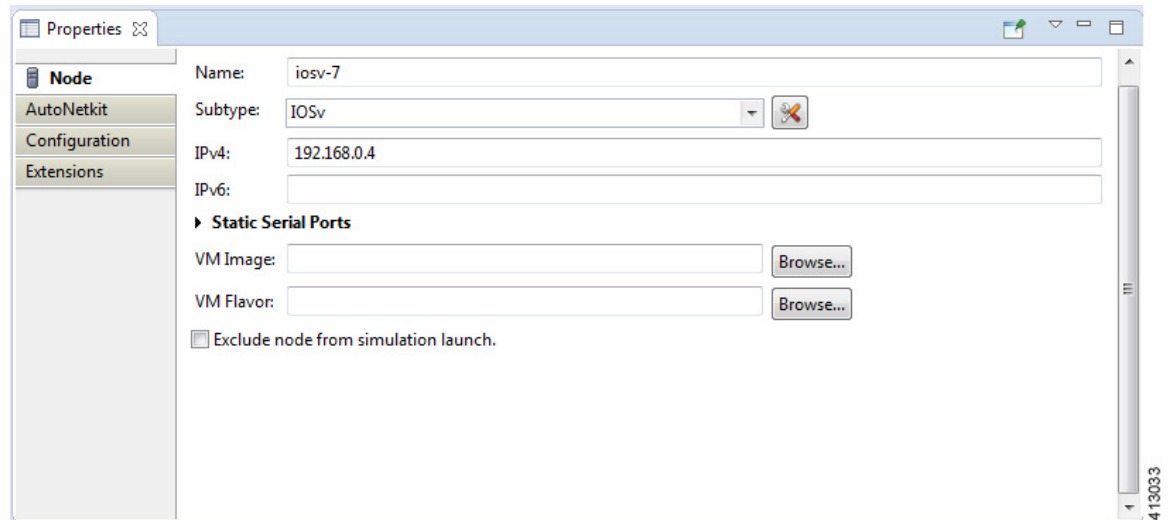 Properties
Node
AutoNetkit
Configuration
Extensions
Name: iosv-7
Subtype: IOSv
IPv4: 192.168.0.4
IPv6:
Static Serial Ports
VM Image: Browse...
VM Flavor: Browse...
Exclude node from simulation launch.
413033